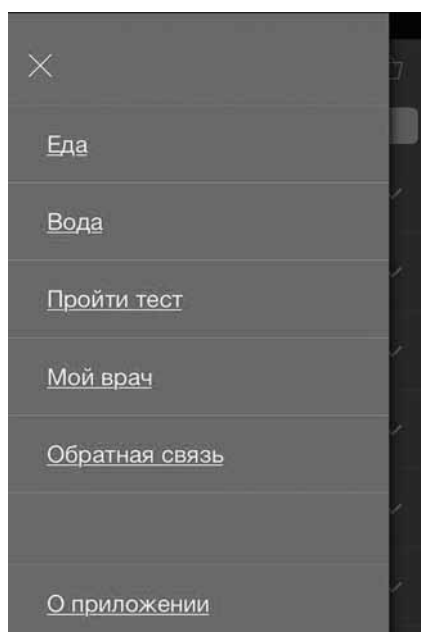 Еда
Вода
Пройти тест
Мой врач
Обратная связь
О приложении